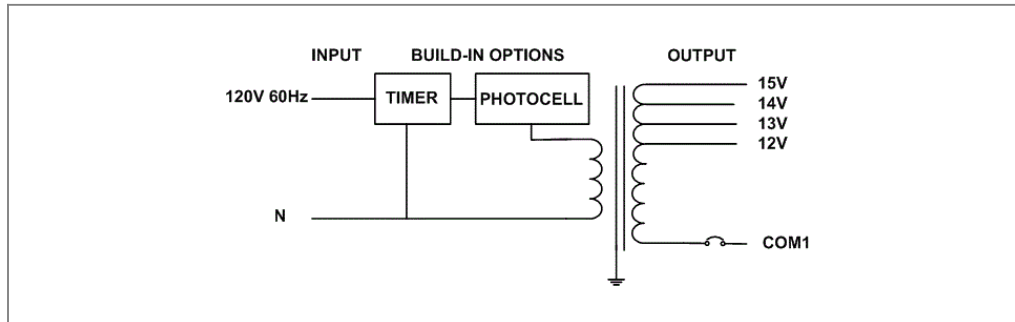 INPUT BUILD-IN OPTIONS OUTPUT
15V
120V 60Hz TIMER PHOTOCELL 14V
13V
12V
N
COM1